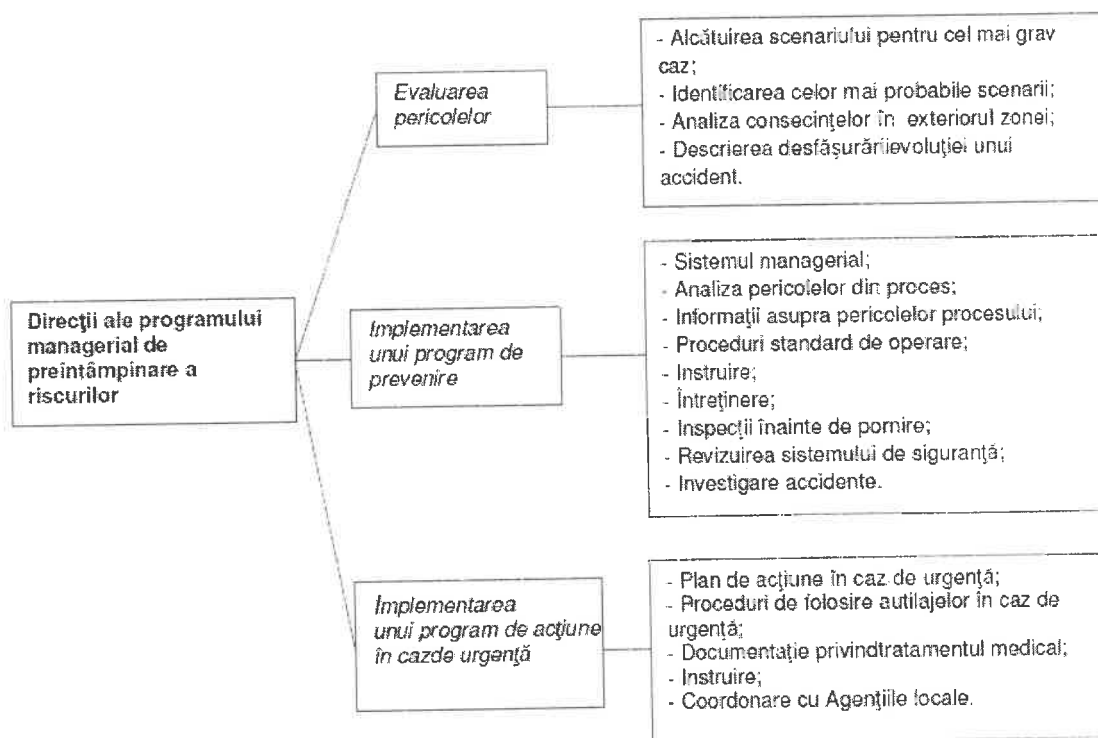 Direcţii ale programului
managerial de
preîntâmpinare a
riscurilor
Evaluarea
pericolelor
- Alcătuirea scenariului pentru cel mai grav
caz;
- Identificarea celor mai probabile scenarii;
- Analiza consecinţelor în exteriorul zonei;
- Descrierea desfăşurăriievoluţiei unui
accident.
Implementarea
unui program de
prevenire
- Sistemul managerial;
- Analiza pericolelor din proces;
- Informaţii asupra pericolelor procesului;
- Proceduri standard de operare;
- Instruire;
- Întreţinere;
- Inspecţii înainte de pornire;
- Revizuirea sistemului de siguranţă;
- Investigare accidente.
Implementarea
unui program de acţiune
în cazde urgenţă
- Plan de acţiune în caz de urgenţă;
- Proceduri de folosire autilajelor în caz de
urgenţă;
- Documentaţie privindtratamentul medical;
- Instruire;
- Coordonare cu Agenţiile locale.